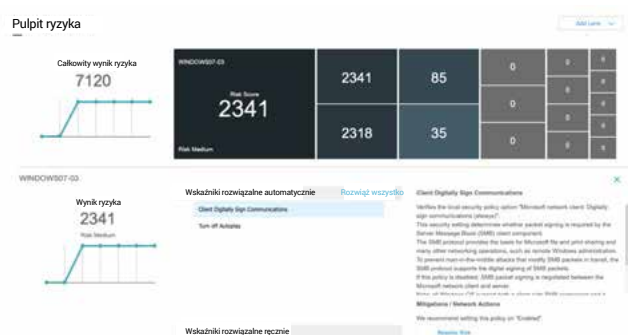 Pulpit ryzyka
Add Lens
Całkowity wynik ryzyka
7120
WINDOWS07-03
Risk Score
2341
Risk Medium
2341
85
2318
35
0
0
0
0
0
0
0
0
0
0
0
WINDOWS07-03
Wynik ryzyka
2341
Risk Medium
Wskaźniki rozwiązalne automatycznie
Rozwiąż wszystko
Client Digitally Sign Communications
Turn off Autoplay
Wskaźniki rozwiązalne ręcznie
Client Digitally Sign Communications
Verifies the local security policy option "Microsoft network client: Digitally
sign communications (always)".
This security setting determines whether packet signing is required by the
Server Message Block (SMB) client component.
The SMB protocol provides the basis for Microsoft file and print sharing and
many other networking operations, such as remote Windows administration.
To prevent man-in-the-middle attacks that modify SMB packets in transit, the
SMB protocol supports the digital signing of SMB packets.
If this policy is disabled, SMB packet signing is negotiated between the
Microsoft network client and server.
Mitigations / Network Actions
We recommend setting this policy on "Enabled".
Resolve Risk